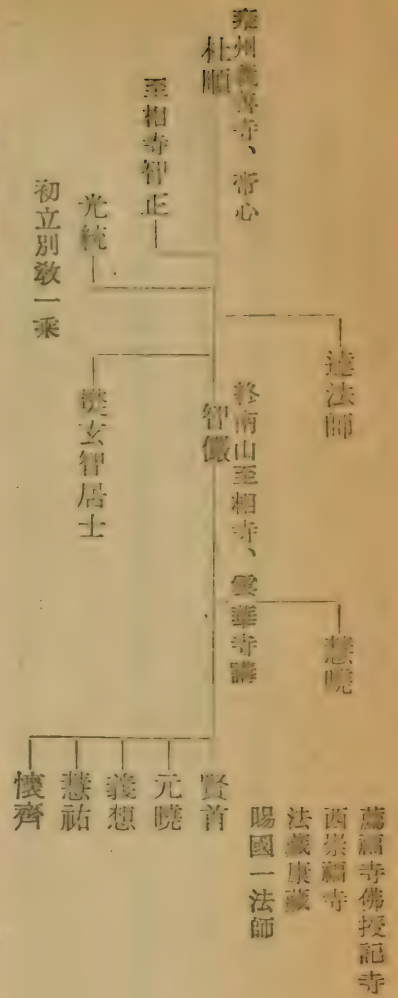 雍州義善寺、帝心
杜順
至相寺智正
光統
初立別敎一乘
達法師
終南山至相寺、雲華寺講
智儼
樊玄智居士
慧曉
薦福寺佛授記寺
西崇福寺
法藏康藏
賜國一法師
賢首
元曉
義想
慧祐
懷齊